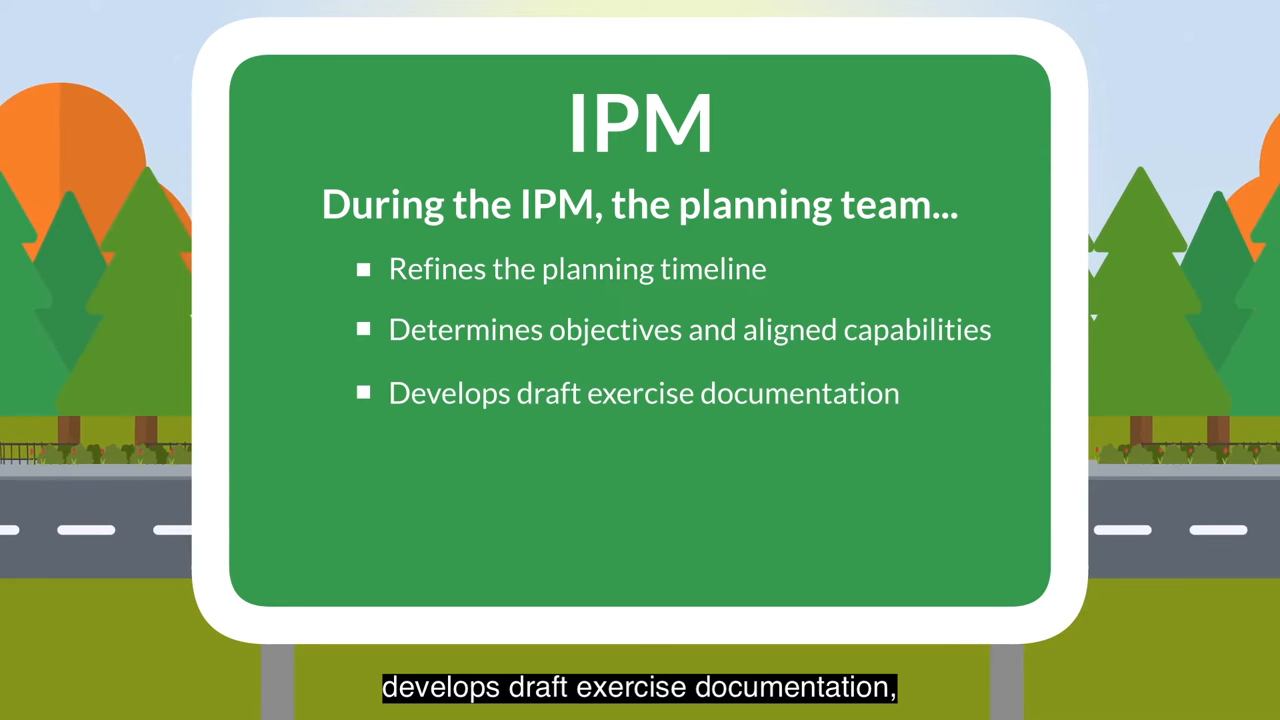 IPM
During the IPM, the planning team...
Refines the planning timeline
Determines objectives and aligned capabilities
Develops draft exercise documentation
develops draft exercise documentation,